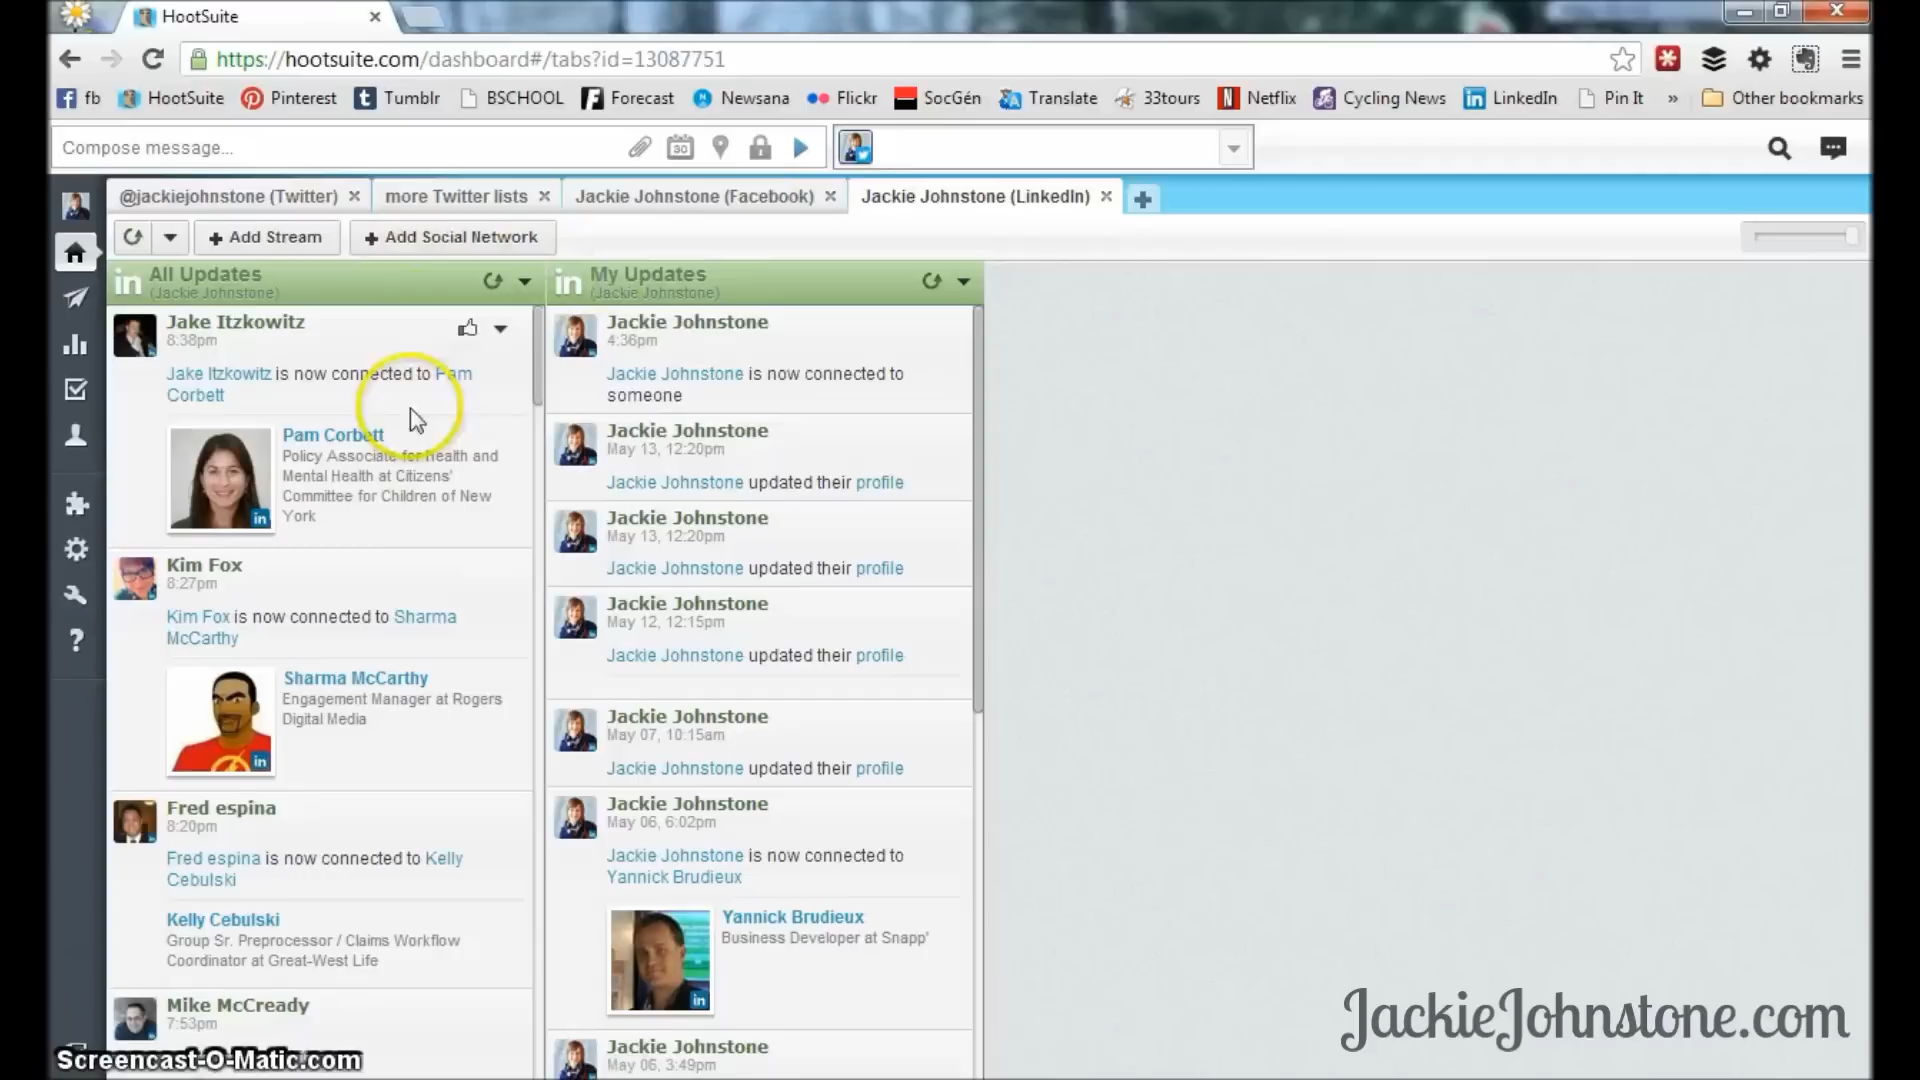 HootSuite
https://hootsuite.com/dashboard#/tabs?id=13087751
fb HootSuite Pinterest Tumblr BSCHOOL Forecast Newsana Flickr SocGén Translate 33tours Netflix Cycling News LinkedIn Pin It » Other bookmarks
Compose message...
30
@jackiejohnstone (Twitter) more Twitter lists Jackie Johnstone (Facebook) Jackie Johnstone (LinkedIn)
Add Stream Add Social Network
All Updates
(Jackie Johnstone)
Jake Itzkowitz
8:38pm
Jake Itzkowitz is now connected to Pam
Corbett
Pam Corbett
Policy Associate for Health and
Mental Health at Citizens'
Committee for Children of New
York
Kim Fox
8:27pm
Kim Fox is now connected to Sharma
McCarthy
Sharma McCarthy
Engagement Manager at Rogers
Digital Media
Fred espina
8:20pm
Fred espina is now connected to Kelly
Cebulski
Kelly Cebulski
Group Sr. Preprocessor / Claims Workflow
Coordinator at Great-West Life
Mike McCready
7:53pm
My Updates
(Jackie Johnstone)
Jackie Johnstone
4:36pm
Jackie Johnstone is now connected to
someone
Jackie Johnstone
May 13, 12:20pm
Jackie Johnstone updated their profile
Jackie Johnstone
May 13, 12:20pm
Jackie Johnstone updated their profile
Jackie Johnstone
May 12, 12:15pm
Jackie Johnstone updated their profile
Jackie Johnstone
May 07, 10:15am
Jackie Johnstone updated their profile
Jackie Johnstone
May 06, 6:02pm
Jackie Johnstone is now connected to
Yannick Brudieux
Yannick Brudieux
Business Developer at Snapp'
Jackie Johnstone
May 06, 3:49pm
JackieJohnstone.com
Screencast-O-Matic.com